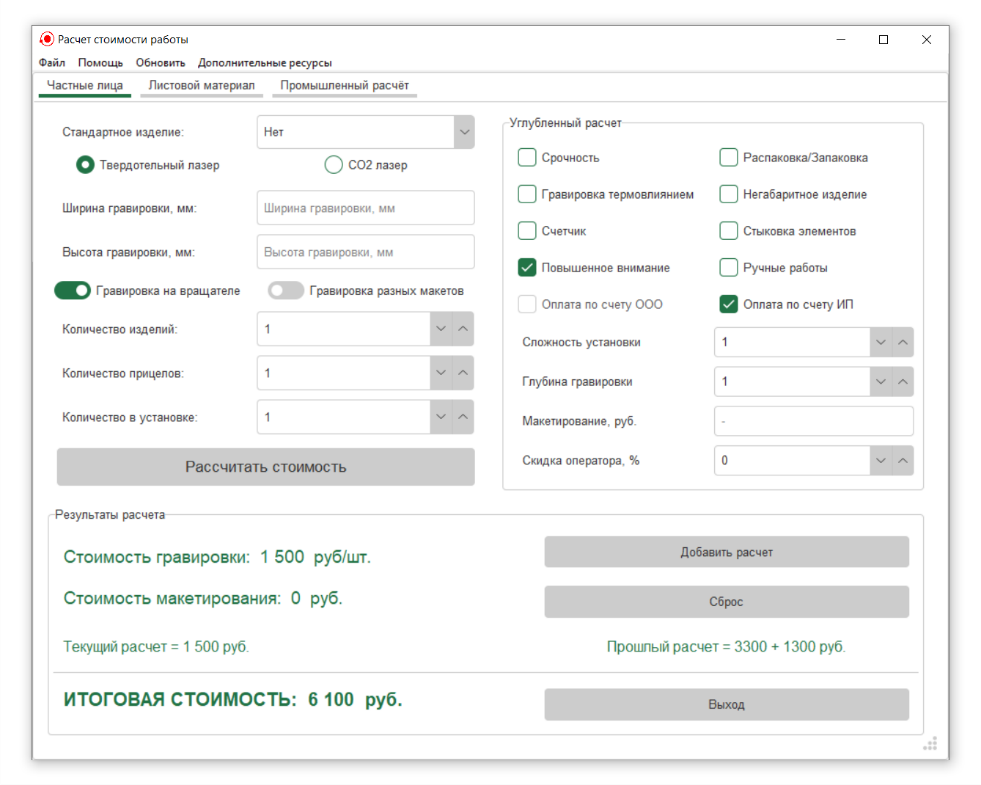 Расчет стоимости работы
Файл Помощь Обновить Дополнительные ресурсы
Частные лица Листовой материал Промышленный расчёт
Стандартное изделие: Нет
Твердотельный лазер CO2 лазер
Ширина гравировки, мм: Ширина гравировки, мм
Высота гравировки, мм: Высота гравировки, мм
Гравировка на вращателе Гравировка разных макетов
Количество изделий: 1
Количество прицелов: 1
Количество в установке: 1
Рассчитать стоимость
Углубленный расчет
Срочность Распаковка/Запаковка
Гравировка термовлиянием Негабаритное изделие
Счетчик Стыковка элементов
Повышенное внимание Ручные работы
Оплата по счету ООО Оплата по счету ИП
Сложность установки 1
Глубина гравировки 1
Макетирование, руб. -
Скидка оператора, % 0
Результаты расчета
Стоимость гравировки: 1 500 руб/шт. Добавить расчет
Стоимость макетирования: 0 руб. Сброс
Текущий расчет = 1 500 руб. Прошлый расчет = 3300 + 1300 руб.
ИТОГОВАЯ СТОИМОСТЬ: 6 100 руб. Выход